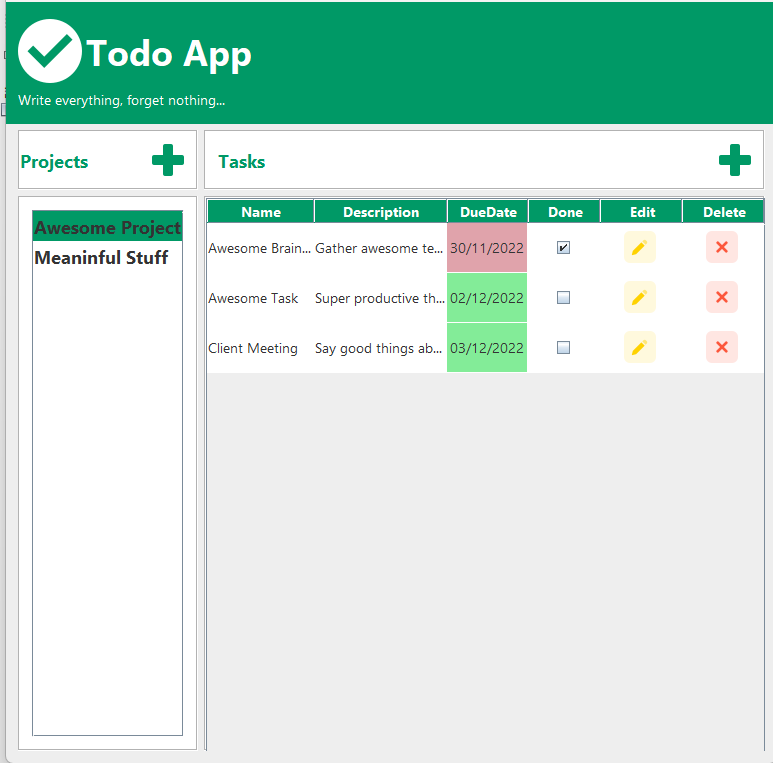 Todo App
Write everything, forget nothing...
Projects
Tasks
Awesome Project
Meaninful Stuff
Name Description DueDate Done Edit Delete
Awesome Brain... Gather awesome te... 30/11/2022
Awesome Task Super productive th... 02/12/2022
Client Meeting Say good things ab... 03/12/2022